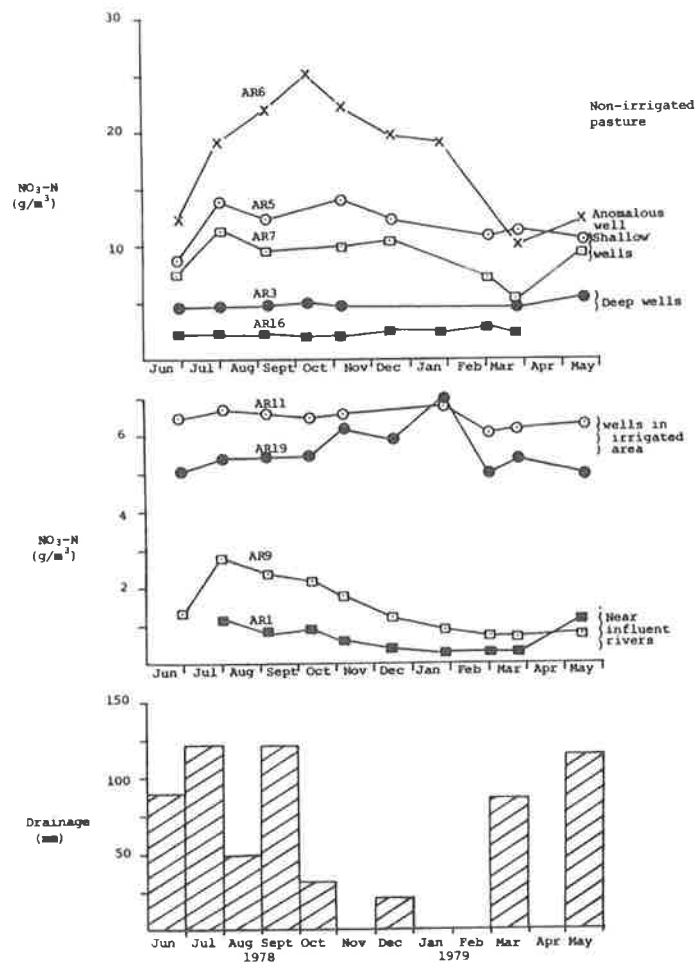 30
20
10
NO3-N
(g/m³)
AR6
AR5
AR7
AR3
AR16
Non-irrigated
pasture
Anomalous
well
Shallow
wells
Deep wells
Jun Jul Aug Sept Oct Nov Dec Jan Feb Mar Apr May
6
4
2
NO3-N
(g/m³)
AR11
AR19
AR9
AR1
wells in
irrigated
area
Near
influent
rivers
Jun Jul Aug Sept Oct Nov Dec Jan Feb Mar Apr May
150
100
50
Drainage
(mm)
Jun Jul Aug Sept Oct Nov Dec Jan Feb Mar Apr May
1978 1979